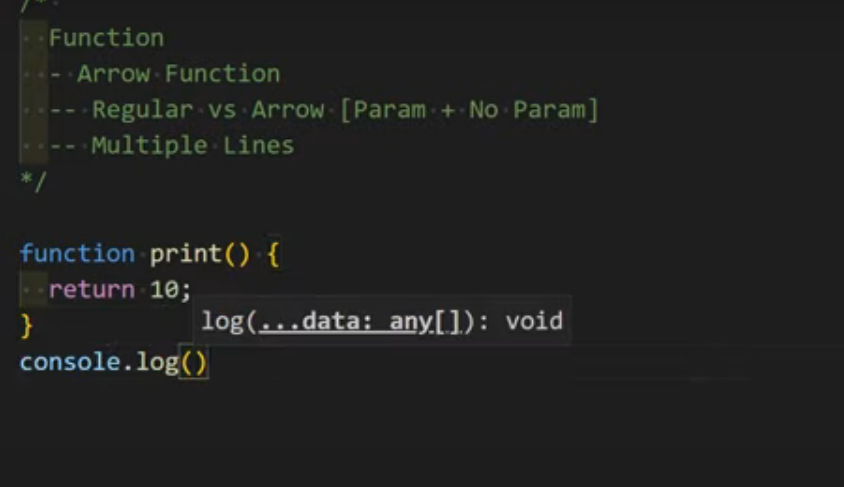 /*
Function
- Arrow Function
-- Regular vs Arrow [Param + No Param]
-- Multiple Lines
*/
function print() {
return 10;
}
log(...data: any[]): void
console.log()